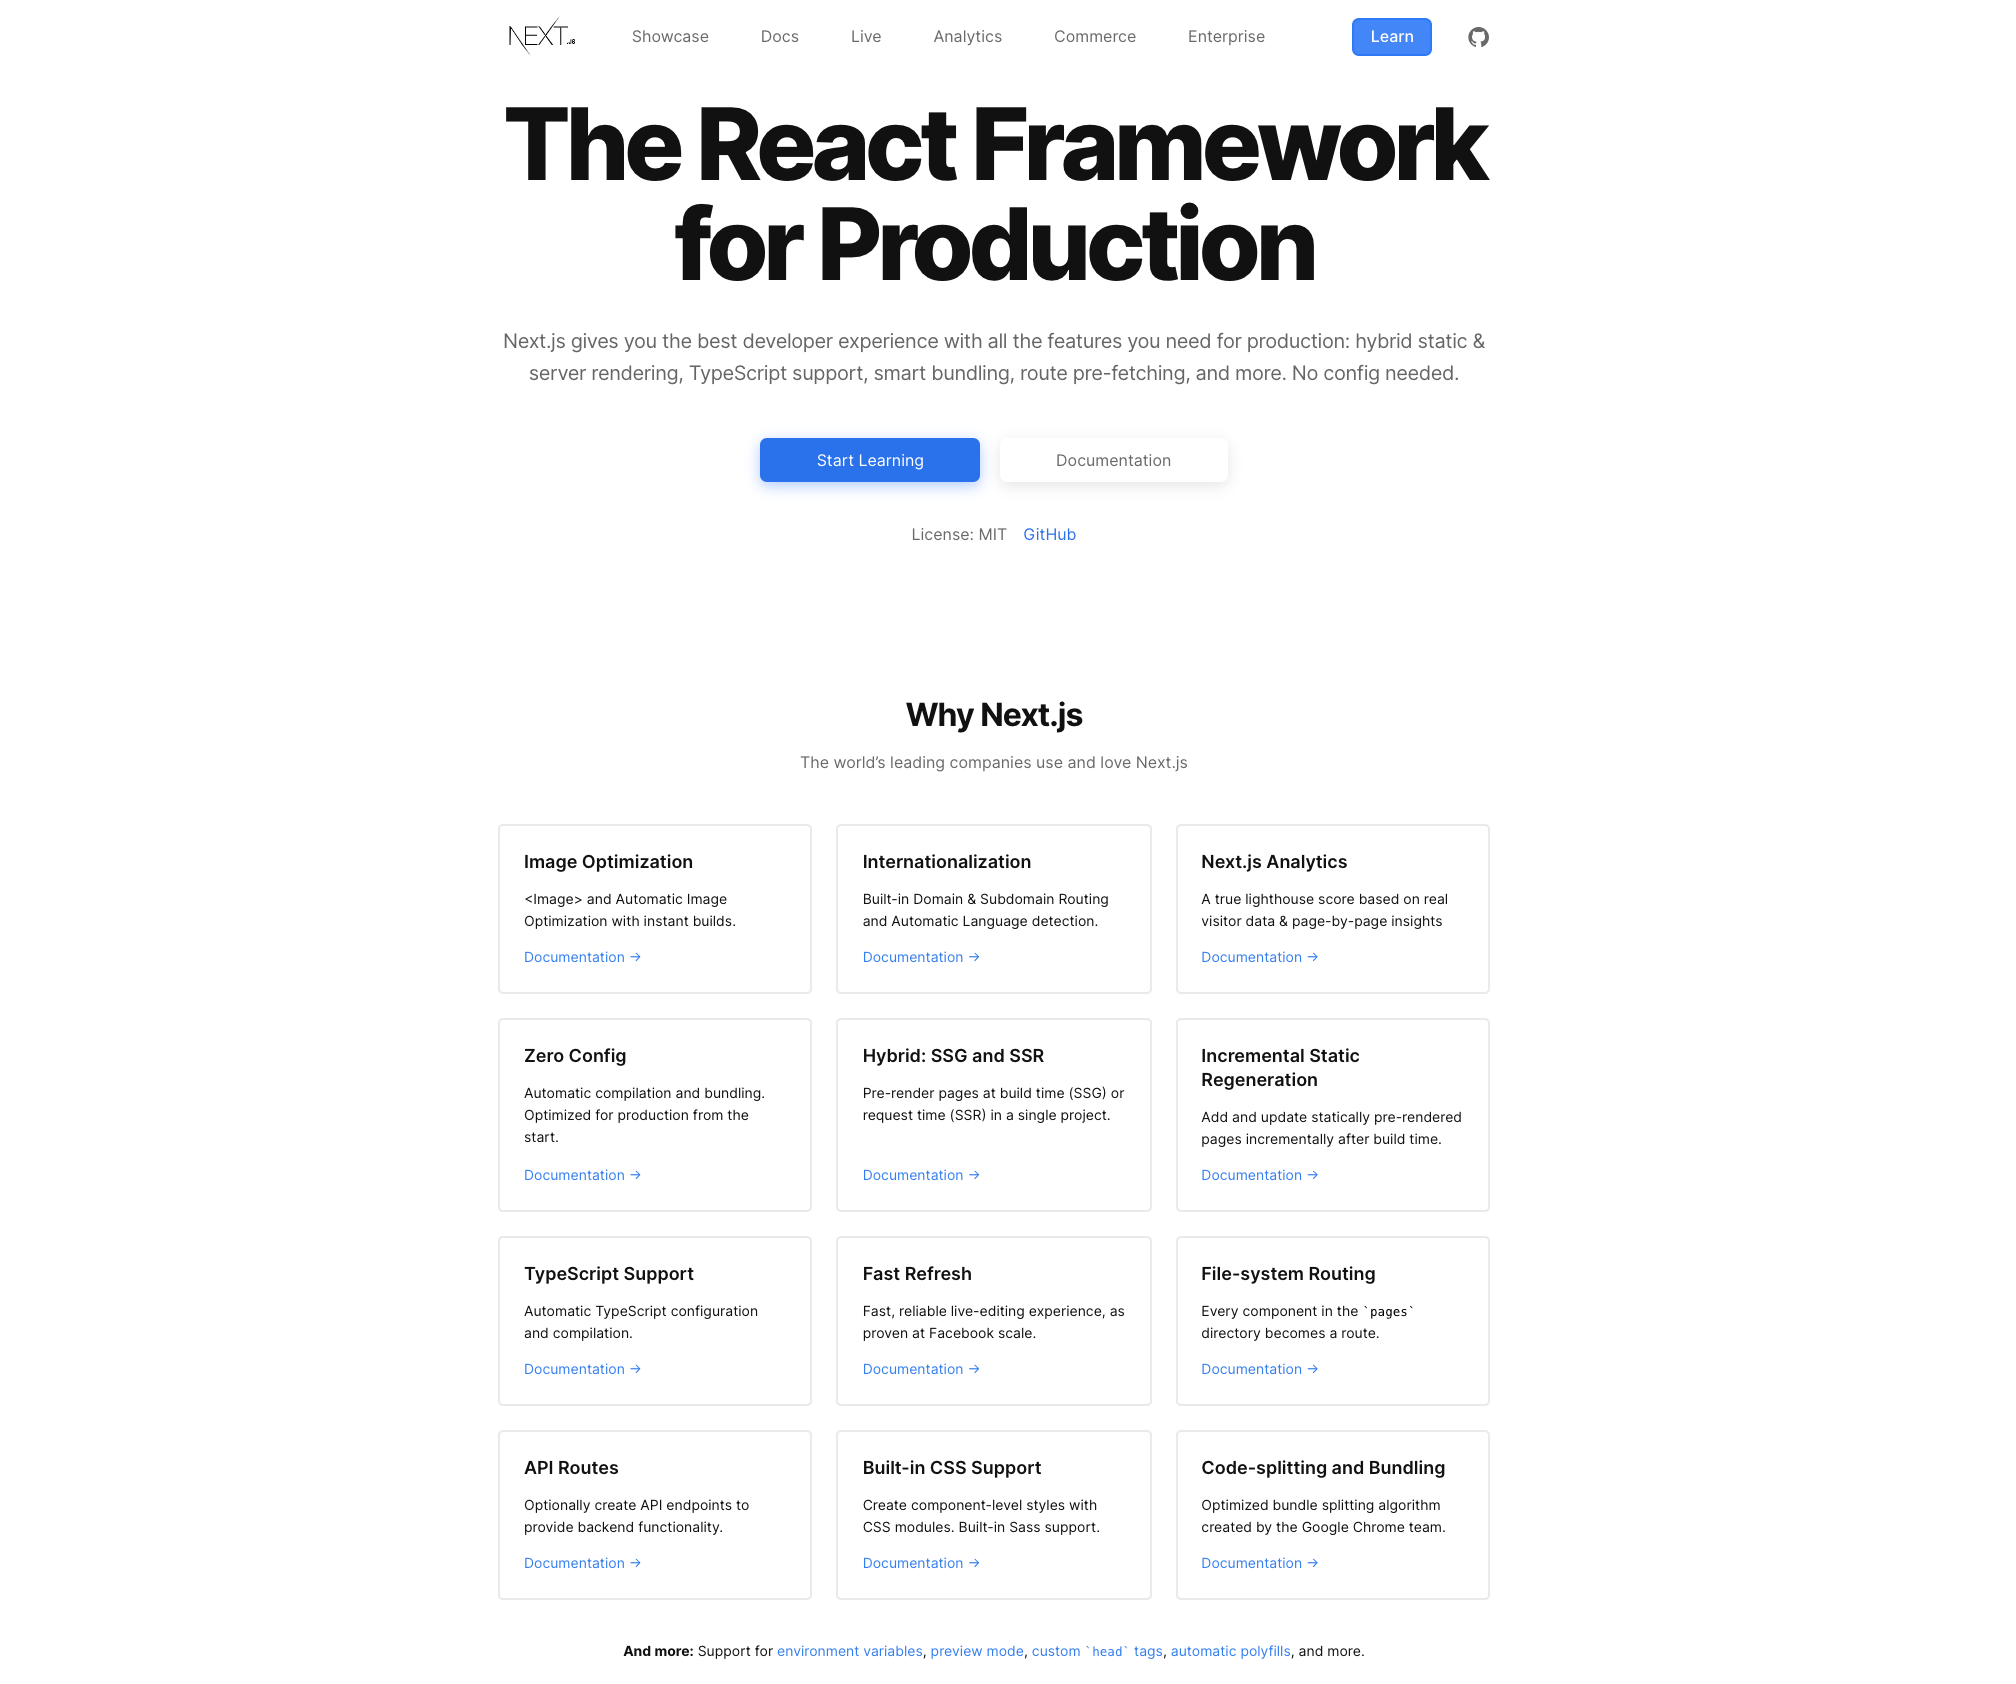 NEXT.JS
Showcase
Docs
Live
Analytics
Commerce
Enterprise
Learn
The React Framework
for Production
Next.js gives you the best developer experience with all the features you need for production: hybrid static &
server rendering, TypeScript support, smart bundling, route pre-fetching, and more. No config needed.
Start Learning
Documentation
License: MIT GitHub
Why Next.js
The world’s leading companies use and love Next.js
Image Optimization
<Image> and Automatic Image
Optimization with instant builds.
Documentation →
Internationalization
Built-in Domain & Subdomain Routing
and Automatic Language detection.
Documentation →
Next.js Analytics
A true lighthouse score based on real
visitor data & page-by-page insights
Documentation →
Zero Config
Automatic compilation and bundling.
Optimized for production from the
start.
Documentation →
Hybrid: SSG and SSR
Pre-render pages at build time (SSG) or
request time (SSR) in a single project.
Documentation →
Incremental Static
Regeneration
Add and update statically pre-rendered
pages incrementally after build time.
Documentation →
TypeScript Support
Automatic TypeScript configuration
and compilation.
Documentation →
Fast Refresh
Fast, reliable live-editing experience, as
proven at Facebook scale.
Documentation →
File-system Routing
Every component in the `pages`
directory becomes a route.
Documentation →
API Routes
Optionally create API endpoints to
provide backend functionality.
Documentation →
Built-in CSS Support
Create component-level styles with
CSS modules. Built-in Sass support.
Documentation →
Code-splitting and Bundling
Optimized bundle splitting algorithm
created by the Google Chrome team.
Documentation →
And more: Support for environment variables, preview mode, custom `head` tags, automatic polyfills, and more.